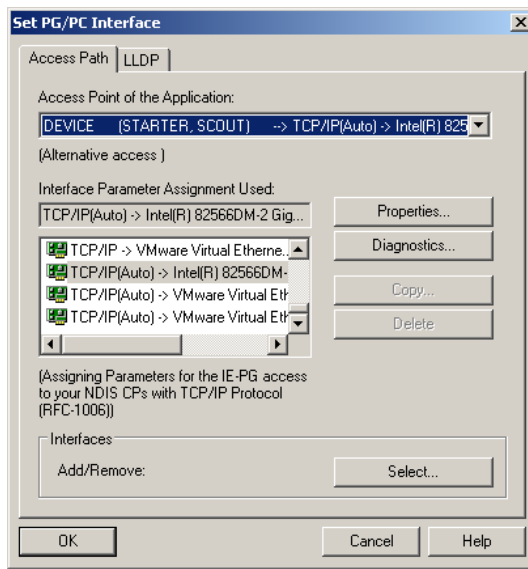 Set PG/PC Interface
Access Path
LLDP
Access Point of the Application:
DEVICE (STARTER, SCOUT) --> TCP/IP(Auto) -> Intel(R) 825
(Alternative access )
Interface Parameter Assignment Used:
TCP/IP(Auto) -> Intel(R) 82566DM-2 Gig...
Properties...
TCP/IP -> VMware Virtual Etherne...
Diagnostics...
TCP/IP(Auto) -> Intel(R) 82566DM-
TCP/IP(Auto) -> VMware Virtual Eth
Copy...
TCP/IP(Auto) -> VMware Virtual Eth
Delete
(Assigning Parameters for the IE-PG access
to your NDIS CPs with TCP/IP Protocol
(RFC-1006))
Interfaces
Add/Remove:
Select...
OK
Cancel
Help